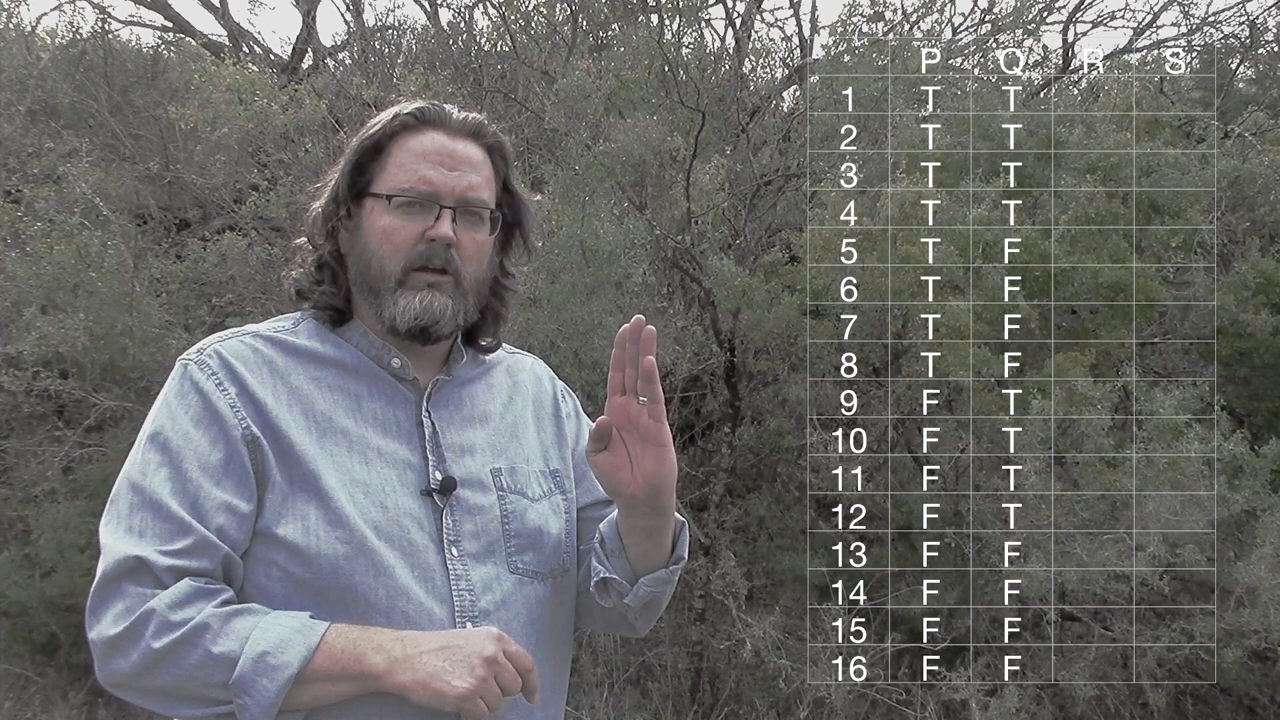 P Q R S
1 T T
2 T T
3 T T
4 T T
5 T F
6 T F
7 T F
8 T F
9 F T
10 F T
11 F T
12 F T
13 F F
14 F F
15 F F
16 F F